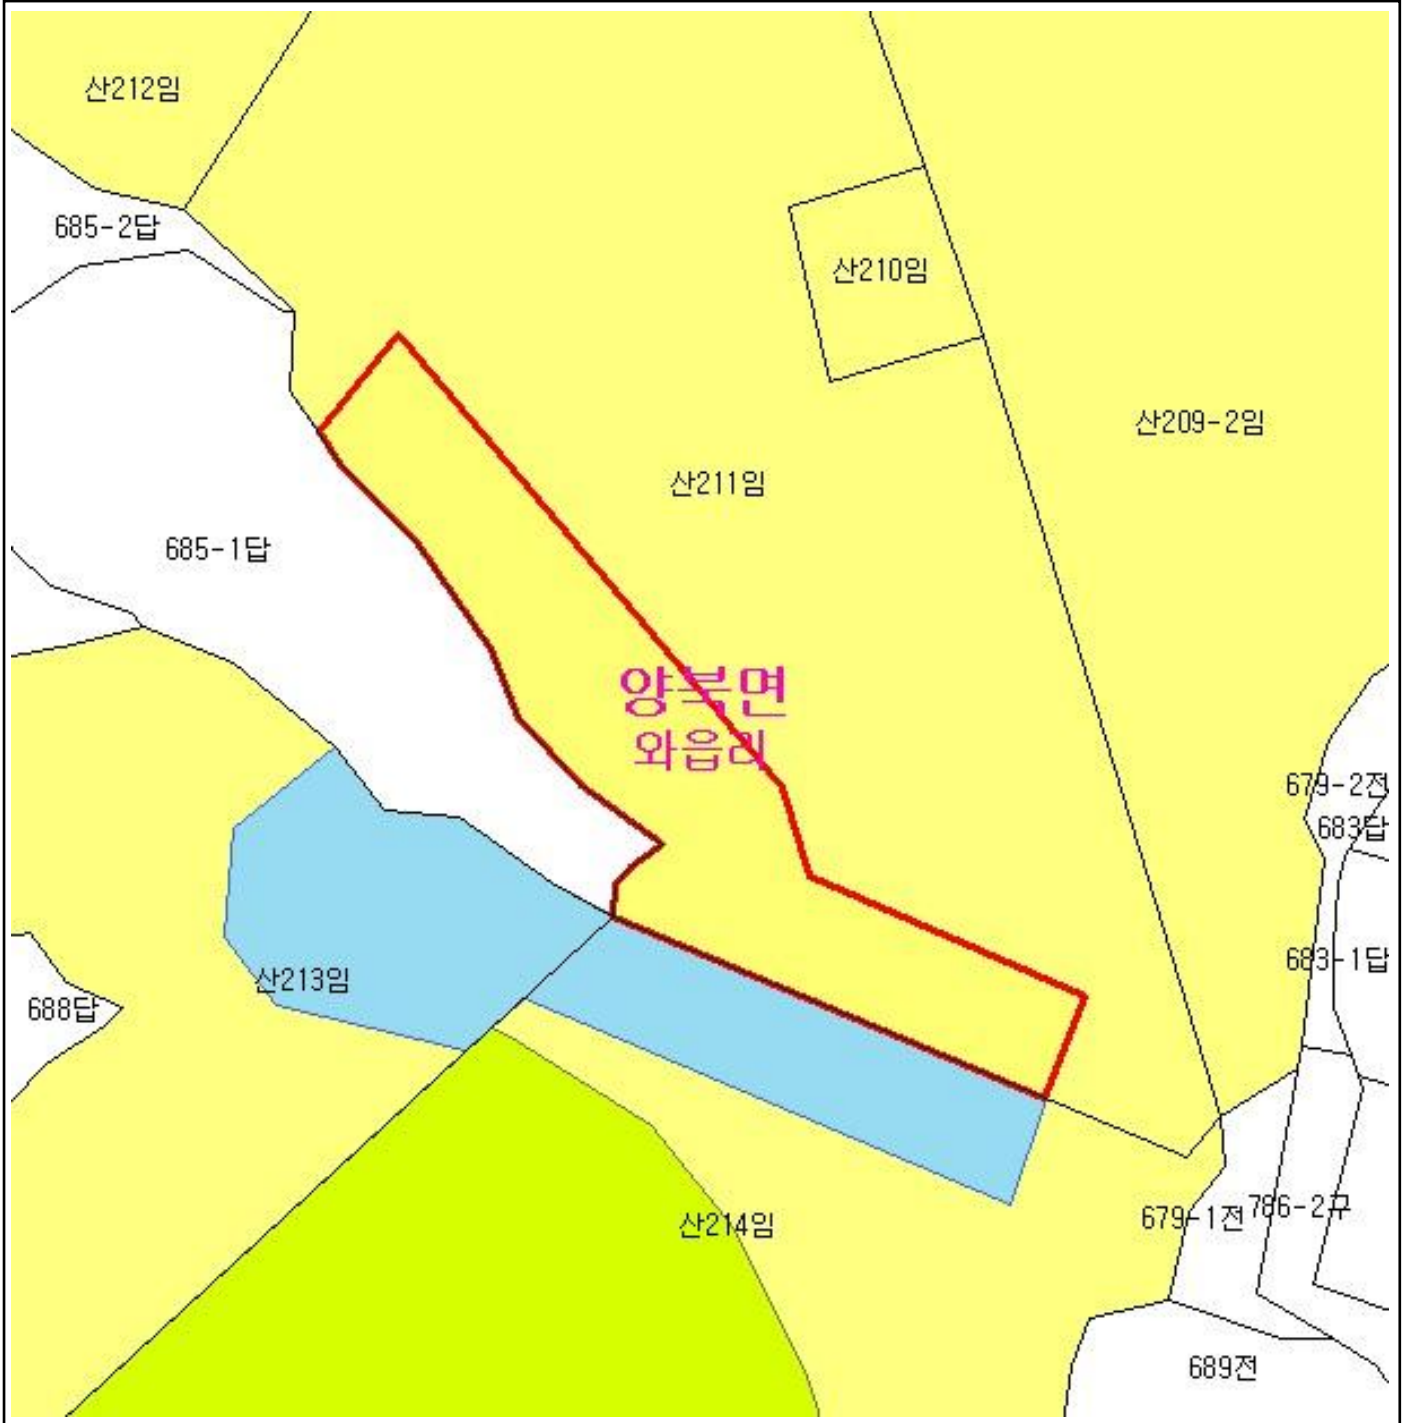 산212임
685-2답
산210임
산209-2임
산211임
685-1답
양북면
와읍리
679-2전
683답
683-1답
산213임
688답
산214임
679-1전
786-2구
689전